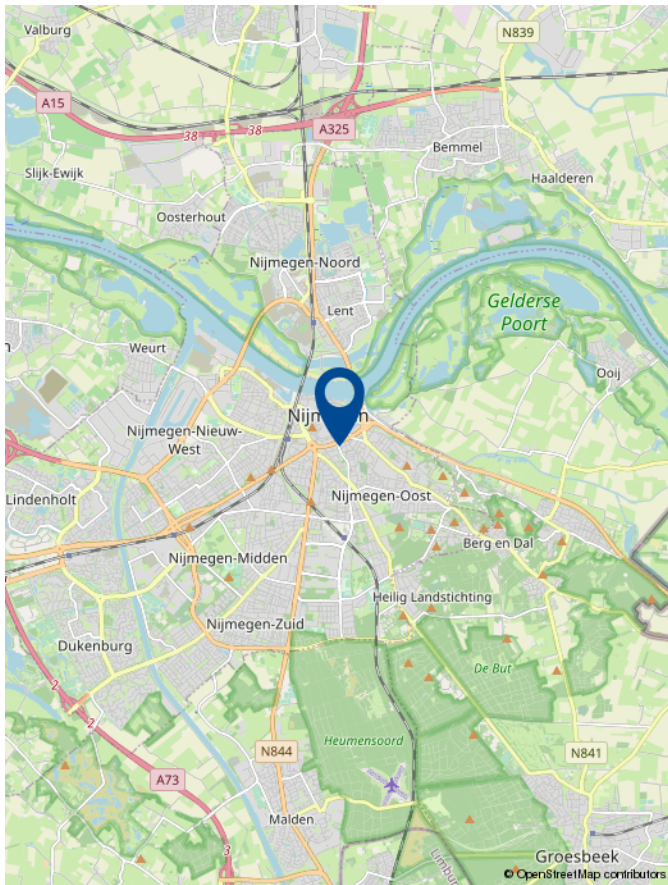 Valburg
N839
A15
38
38
A325
Bemmel
Slijk-Ewijk
Haalderen
Oosterhout
Nijmegen-Noord
Gelderse
Poort
Lent
Weurt
Ooij
Nijmegen
Nijmegen-Nieuw-
West
Lindenholt
Nijmegen-Oost
Berg en Dal
Nijmegen-Midden
Heilig Landstichting
Nijmegen-Zuid
Dukenburg
De But
2
2
Heumensoord
N844
N841
A73
Malden
3
Limbu
Groesbeek
© OpenStreetMap contributors